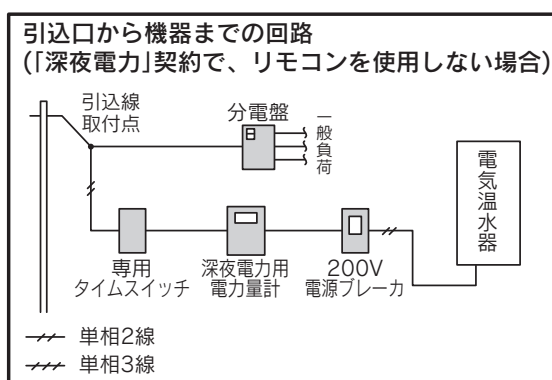 引込口から機器までの回路
(「深夜電力」契約で、リモコンを使用しない場合)
引込線
取付点
分電盤
一般負荷
電気温水器
専用
タイムスイッチ
深夜電力用
電力量計
200V
電源ブレーカ
単相2線
単相3線